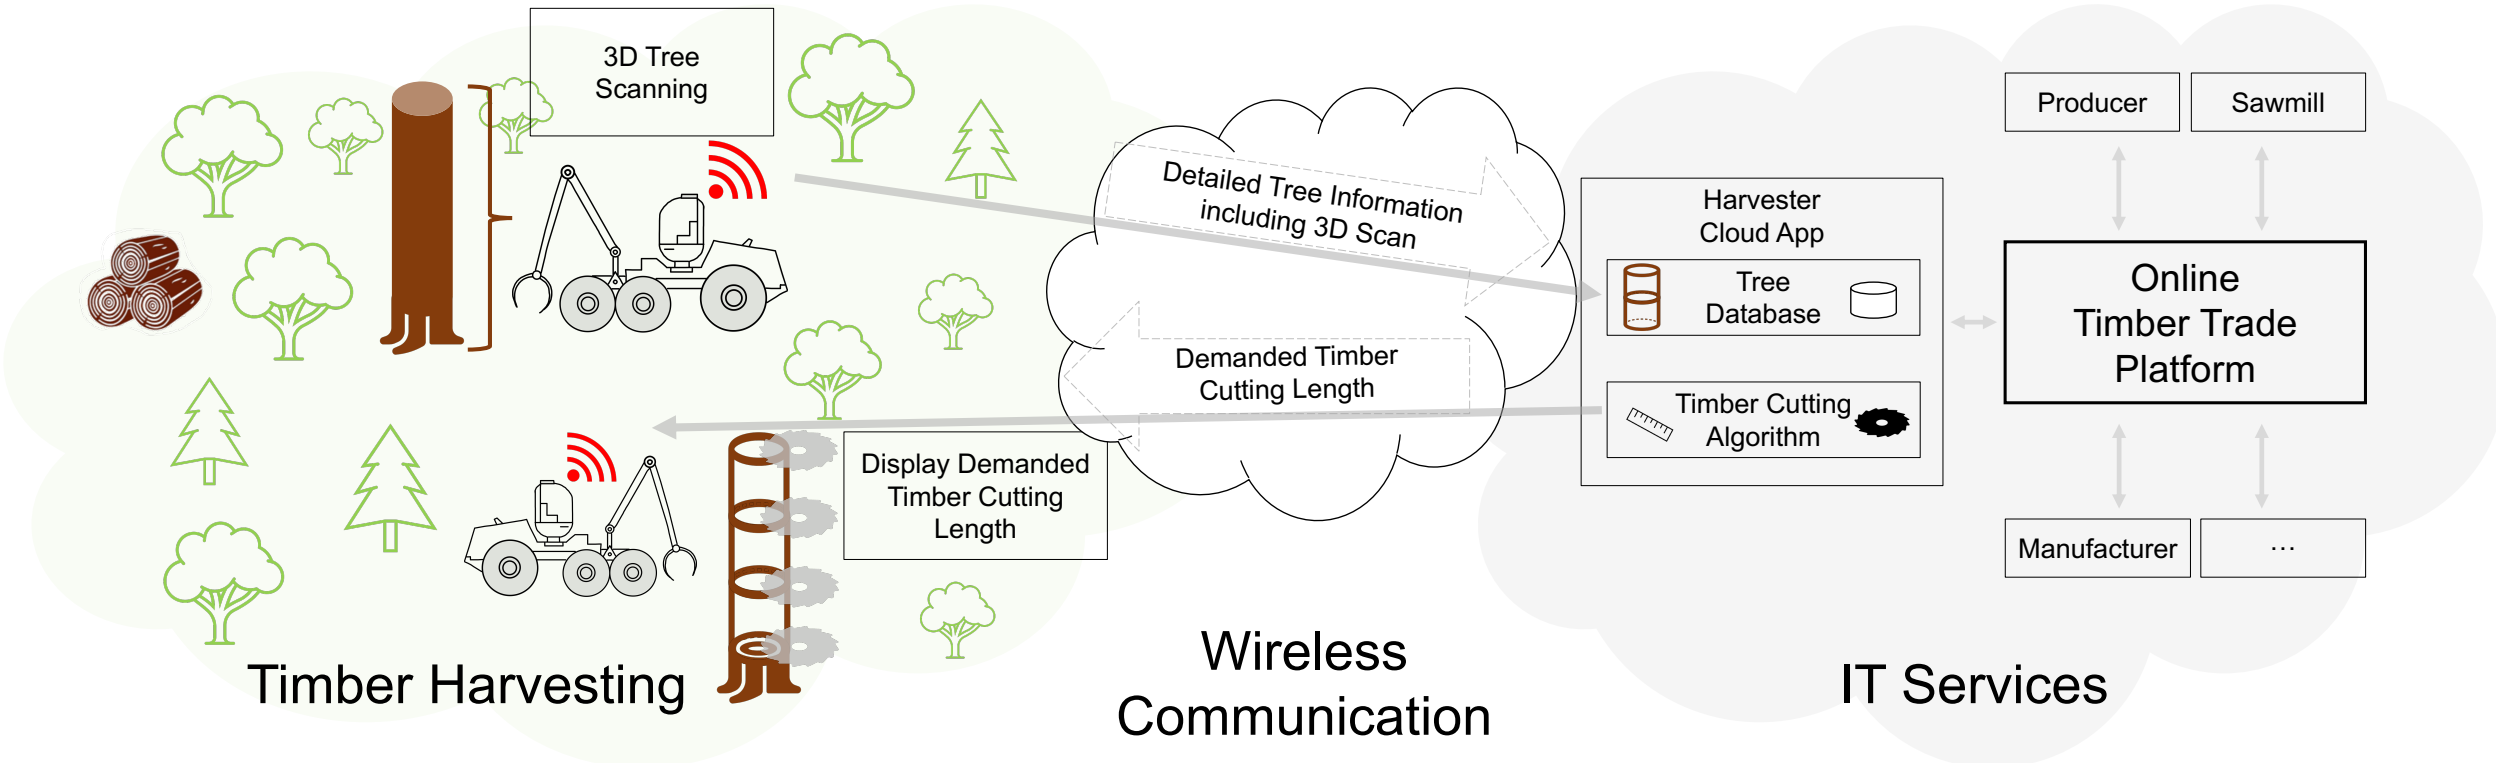 3D Tree
Scanning
Detailed Tree Information
including 3D Scan
Demanded Timber
Cutting Length
Display Demanded
Timber Cutting
Length
Harvester
Cloud App
Tree
Database
Timber Cutting
Algorithm
Producer
Sawmill
Online
Timber Trade
Platform
Manufacturer
...
Timber Harvesting
Wireless
Communication
IT Services